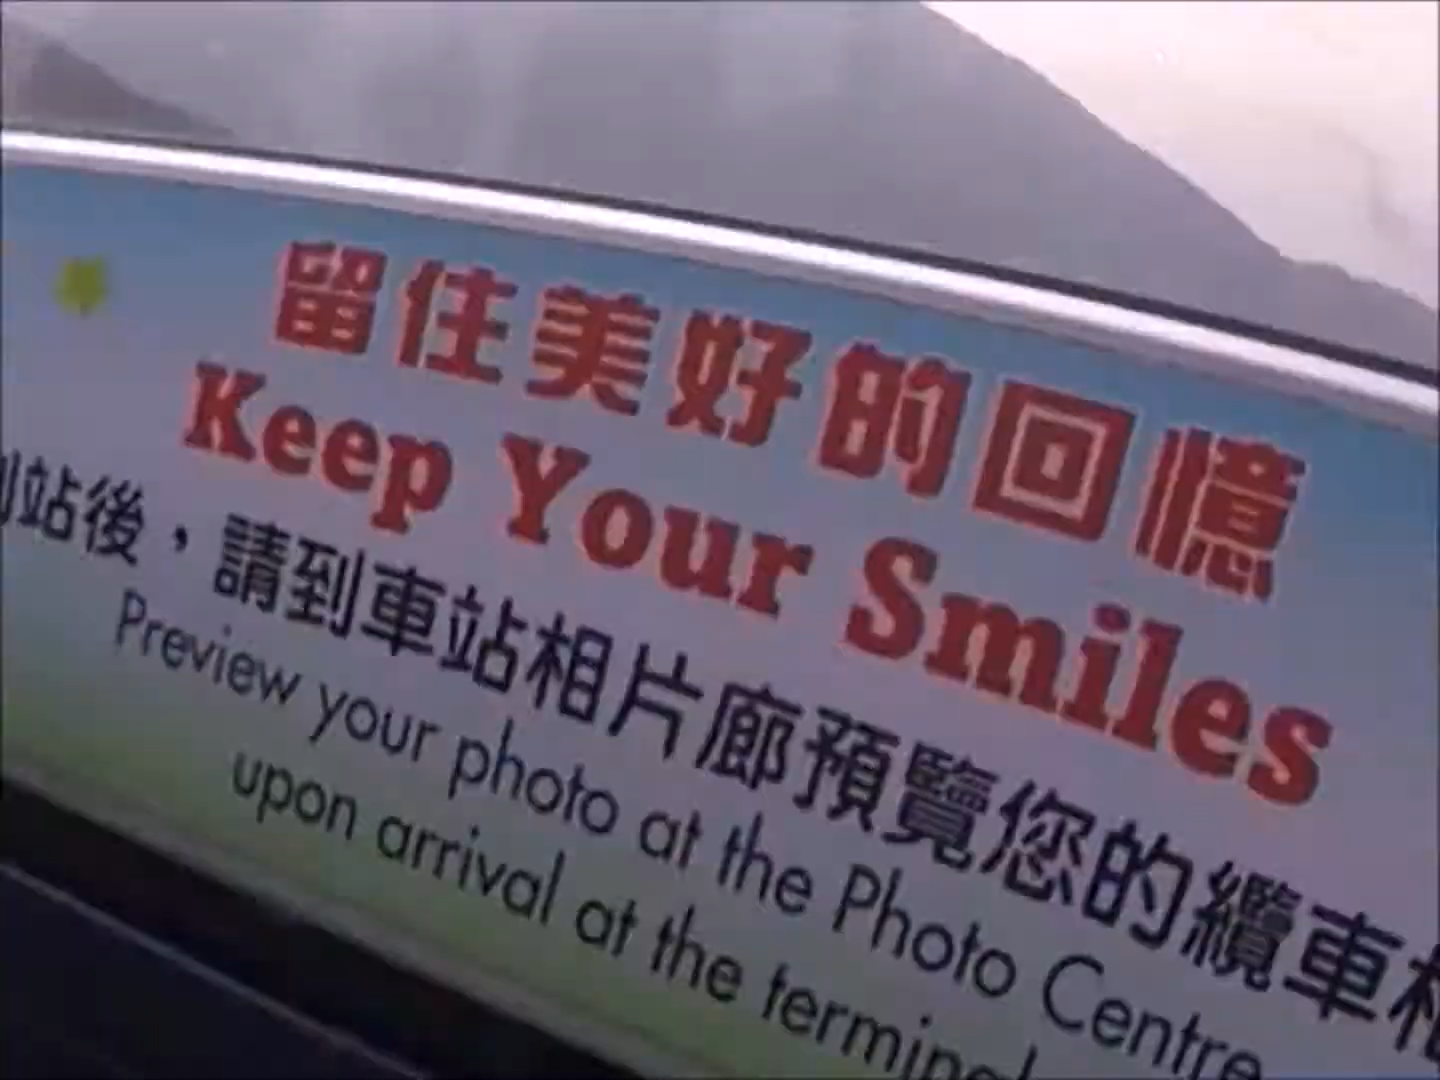 留住美好的回憶
Keep Your Smiles
到站後，請到車站相片廊預覽您的纜車相
Preview your photo at the Photo Centre
upon arrival at the terminal